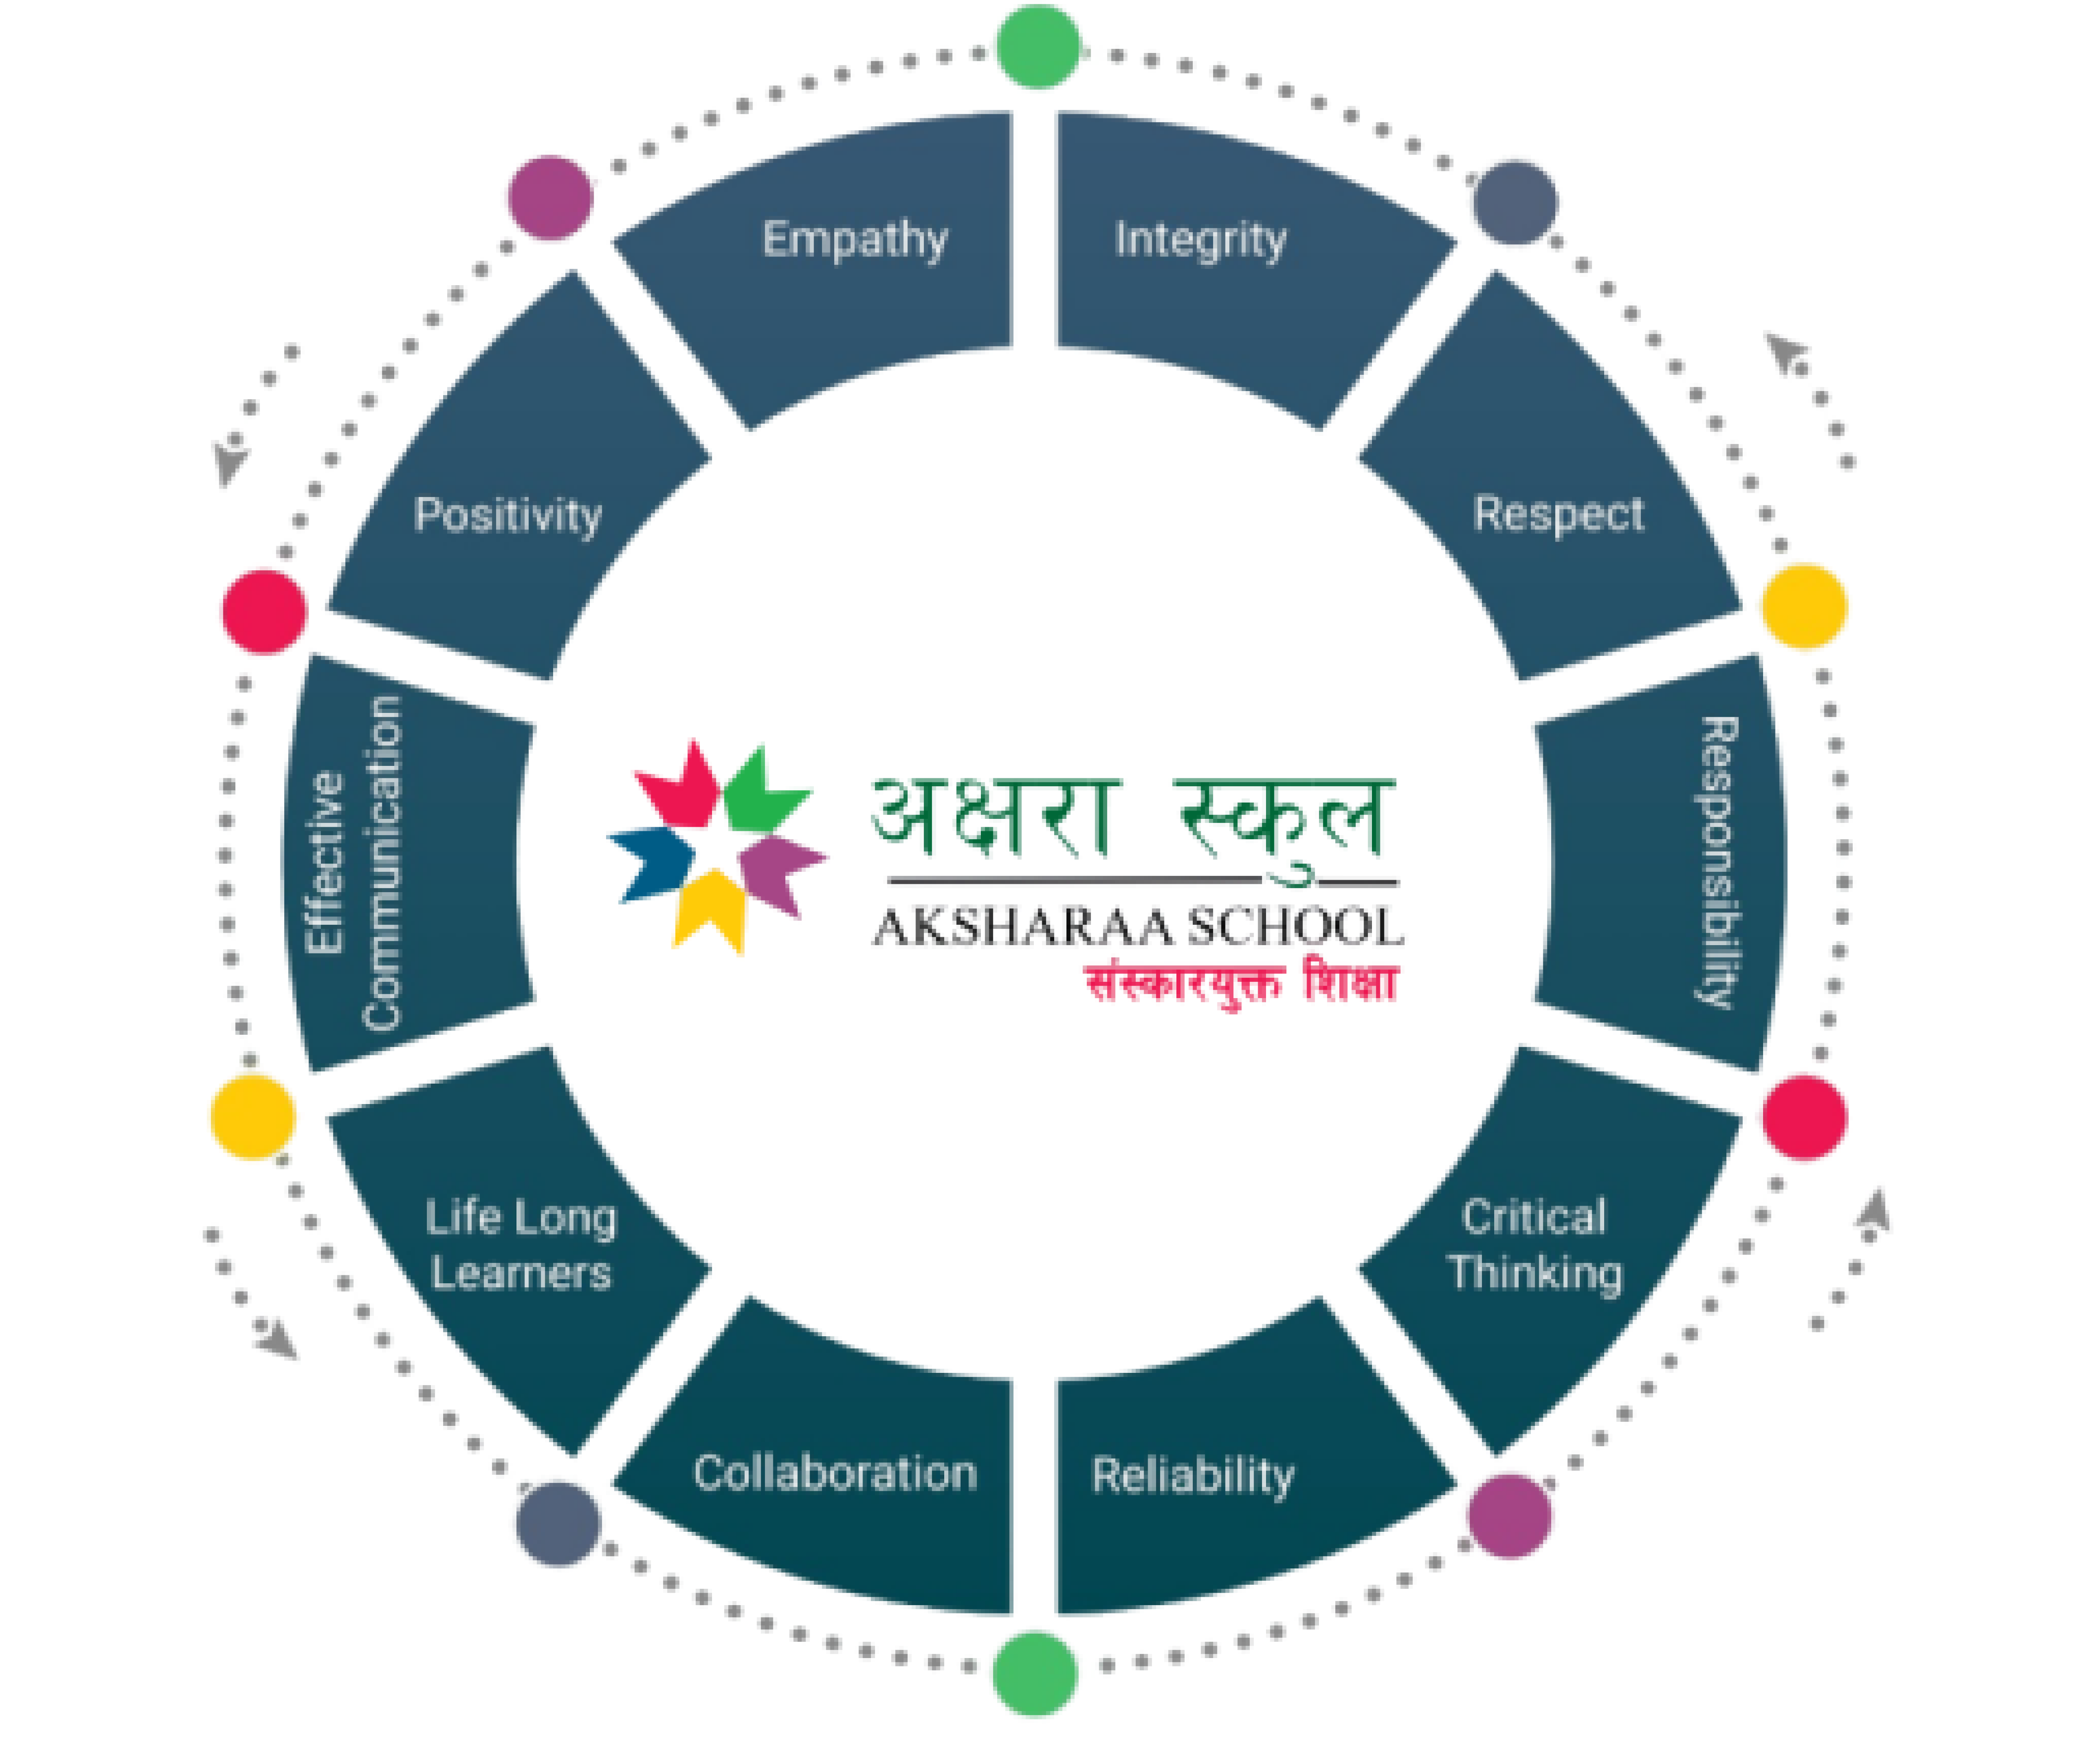 Empathy
Integrity
Respect
Responsibility
Critical
Thinking
Reliability
Collaboration
Life Long
Learners
Effective
Communication
Positivity
अक्षरा स्कुल
AKSHARAA SCHOOL
संस्कारयुक्त शिक्षा